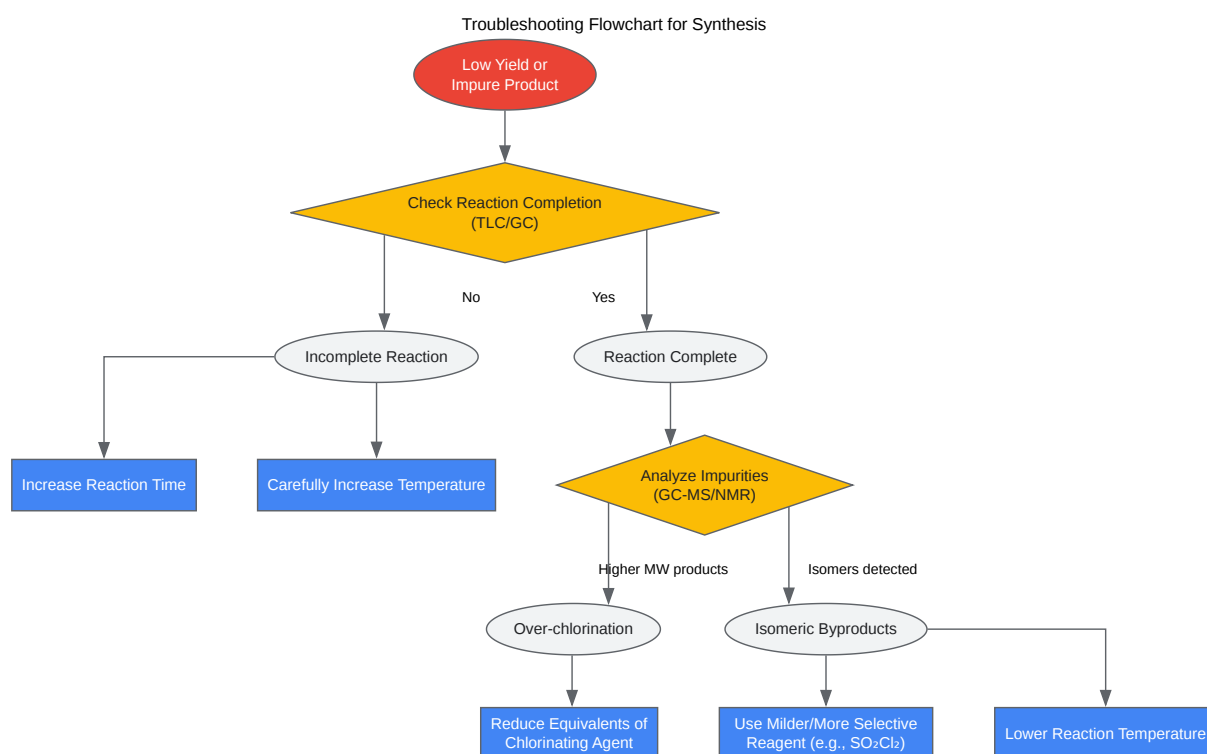 Troubleshooting Flowchart for Synthesis
Low Yield or
Impure Product
Check Reaction Completion
(TLC/GC)
No
Yes
Incomplete Reaction
Reaction Complete
Increase Reaction Time
Carefully Increase Temperature
Analyze Impurities
(GC-MS/NMR)
Higher MW products
Isomers detected
Over-chlorination
Isomeric Byproducts
Reduce Equivalents of
Chlorinating Agent
Use Milder/More Selective
Reagent (e.g., SO₂Cl₂)
Lower Reaction Temperature